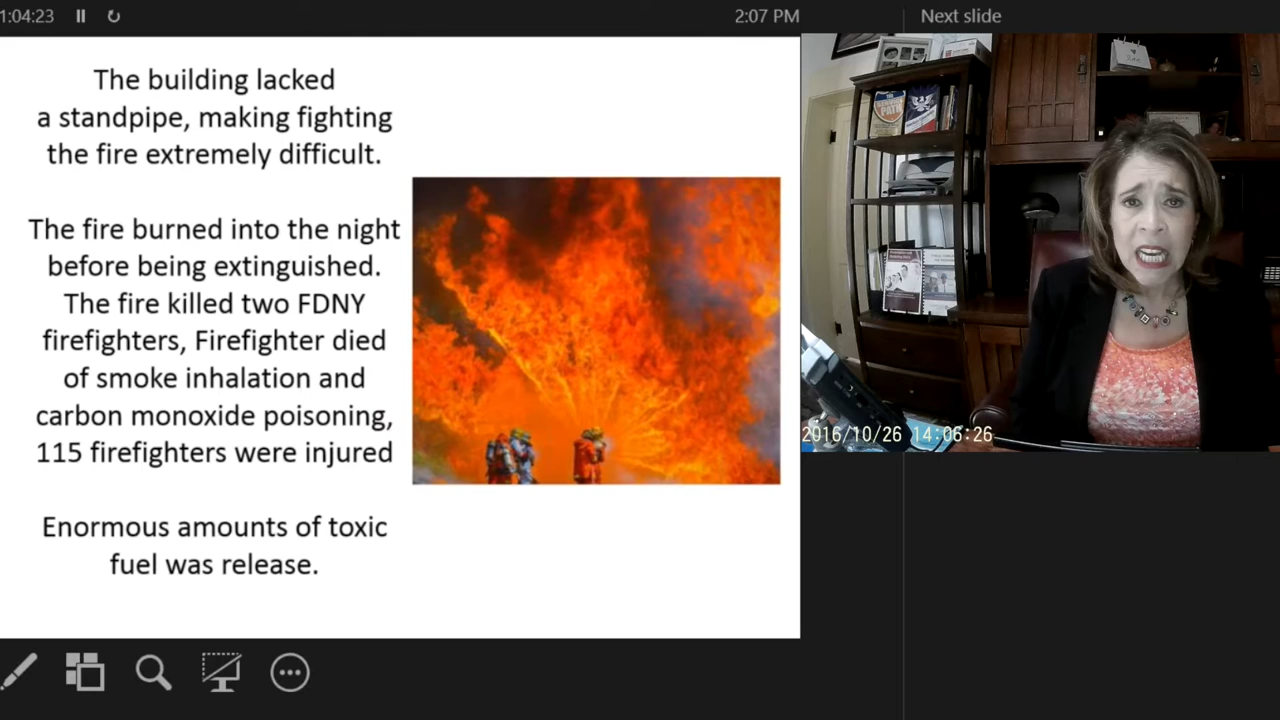 1:04:23
2:07 PM
Next slide
The building lacked
a standpipe, making fighting
the fire extremely difficult.
The fire burned into the night
before being extinguished.
The fire killed two FDNY
firefighters, Firefighter died
of smoke inhalation and
carbon monoxide poisoning,
115 firefighters were injured
Enormous amounts of toxic
fuel was release.
2016/10/26 14:06:26